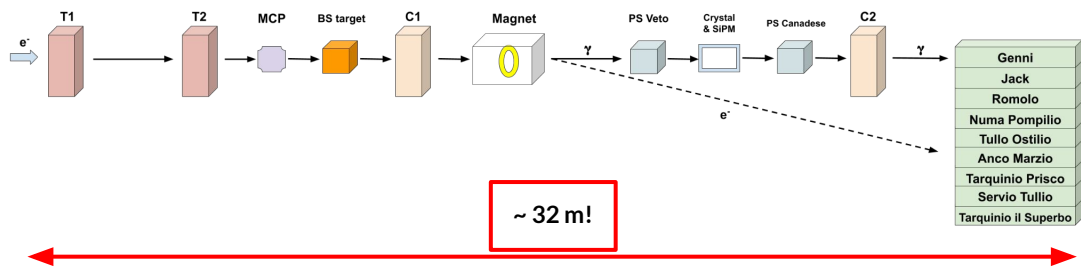 e-
T1
T2
MCP
BS target
C1
Magnet
γ
PS Veto
Crystal
& SiPM
PS Canadese
C2
γ
e-
Genni
Jack
Romolo
Numa Pompilio
Tullo Ostilio
Anco Marzio
Tarquinio Prisco
Servio Tullio
Tarquinio il Superbo
~ 32 m!